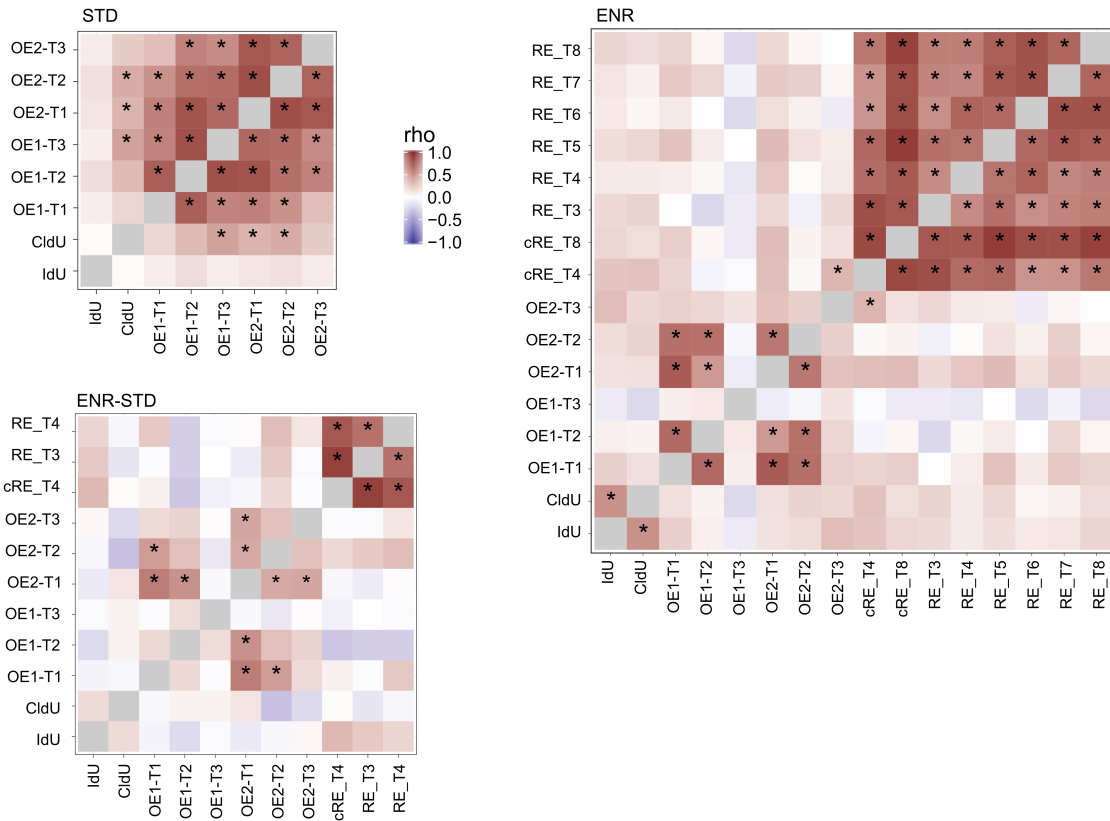 STD
OE2-T3
OE2-T2
OE2-T1
OE1-T3
OE1-T2
OE1-T1
CldU
IdU
IdU
CldU
OE1-T1
OE1-T2
OE1-T3
OE2-T1
OE2-T2
OE2-T3
rho
1.0
0.5
0.0
−0.5
−1.0
ENR
RE_T8
RE_T7
RE_T6
RE_T5
RE_T4
RE_T3
cRE_T8
cRE_T4
OE2-T3
OE2-T2
OE2-T1
OE1-T3
OE1-T2
OE1-T1
CldU
IdU
IdU
CldU
OE1-T1
OE1-T2
OE1-T3
OE2-T1
OE2-T2
OE2-T3
cRE_T4
cRE_T8
RE_T3
RE_T4
RE_T5
RE_T6
RE_T7
RE_T8
ENR-STD
RE_T4
RE_T3
cRE_T4
OE2-T3
OE2-T2
OE2-T1
OE1-T3
OE1-T2
OE1-T1
CldU
IdU
IdU
CldU
OE1-T1
OE1-T2
OE1-T3
OE2-T1
OE2-T2
OE2-T3
cRE_T4
RE_T3
RE_T4